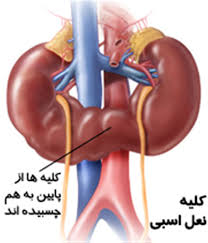 کلیه ها از
پایین به هم
چسبیده اند
کلیه
نعل اسبی